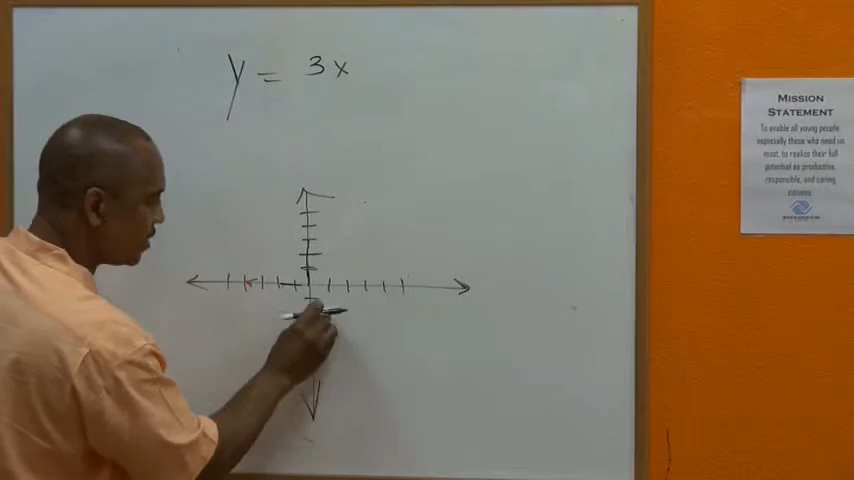 y = 3x
MISSION
STATEMENT
To enable all young people,
especially those who need us
most, to realize their full
potential as productive,
responsible, and caring
citizens.